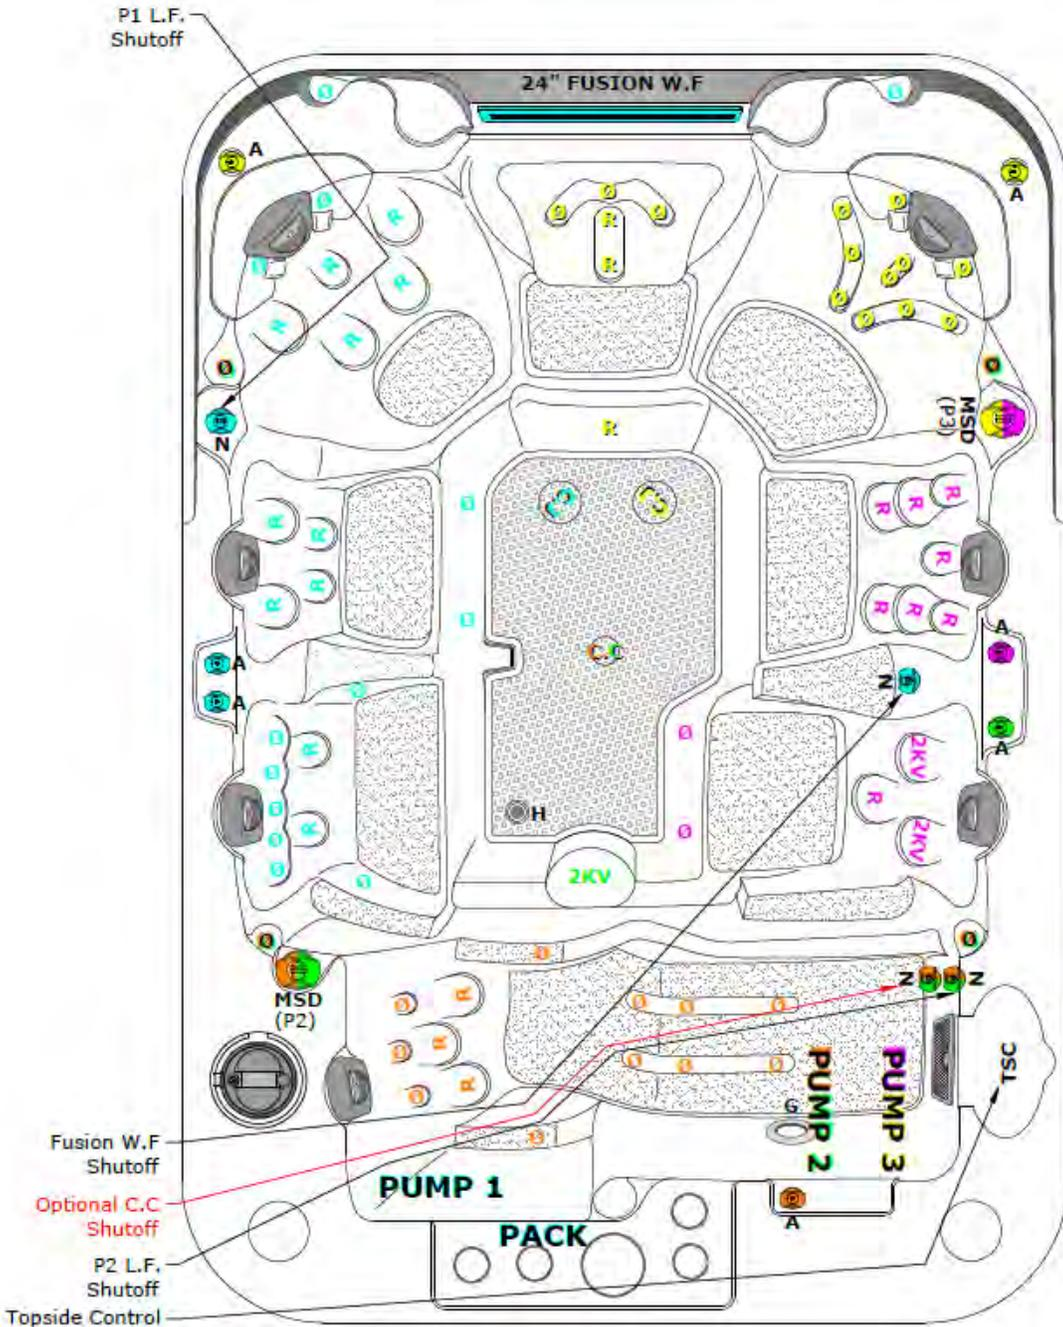 P1 L.F.
Shutoff
24" FUSION W.F
Ø Ø
A
A
Ø Ø
Ø Ø Ø
R
R
R
R
R
R
R
Ø Ø Ø
Ø Ø
Ø Ø
Ø Ø Ø
Ø Ø
N
MSD
(P3)
R
R R R
R R R
R
R R R R
C.C
A A
A A
N
Ø
R
R
Ø
Ø
Ø
Ø
Ø
Ø
Ø
2KV
R
2KV
H
2KV
Ø Ø
MSD
(P2)
Ø
N N
Ø R
Ø R
Ø R
Ø Ø Ø
Ø Ø Ø
TSC
G
PUMP 2
PUMP 3
Ø
Fusion W.F
Shutoff
PUMP 1
Optional C.C
Shutoff
A
PACK
P2 L.F.
Shutoff
Topside Control